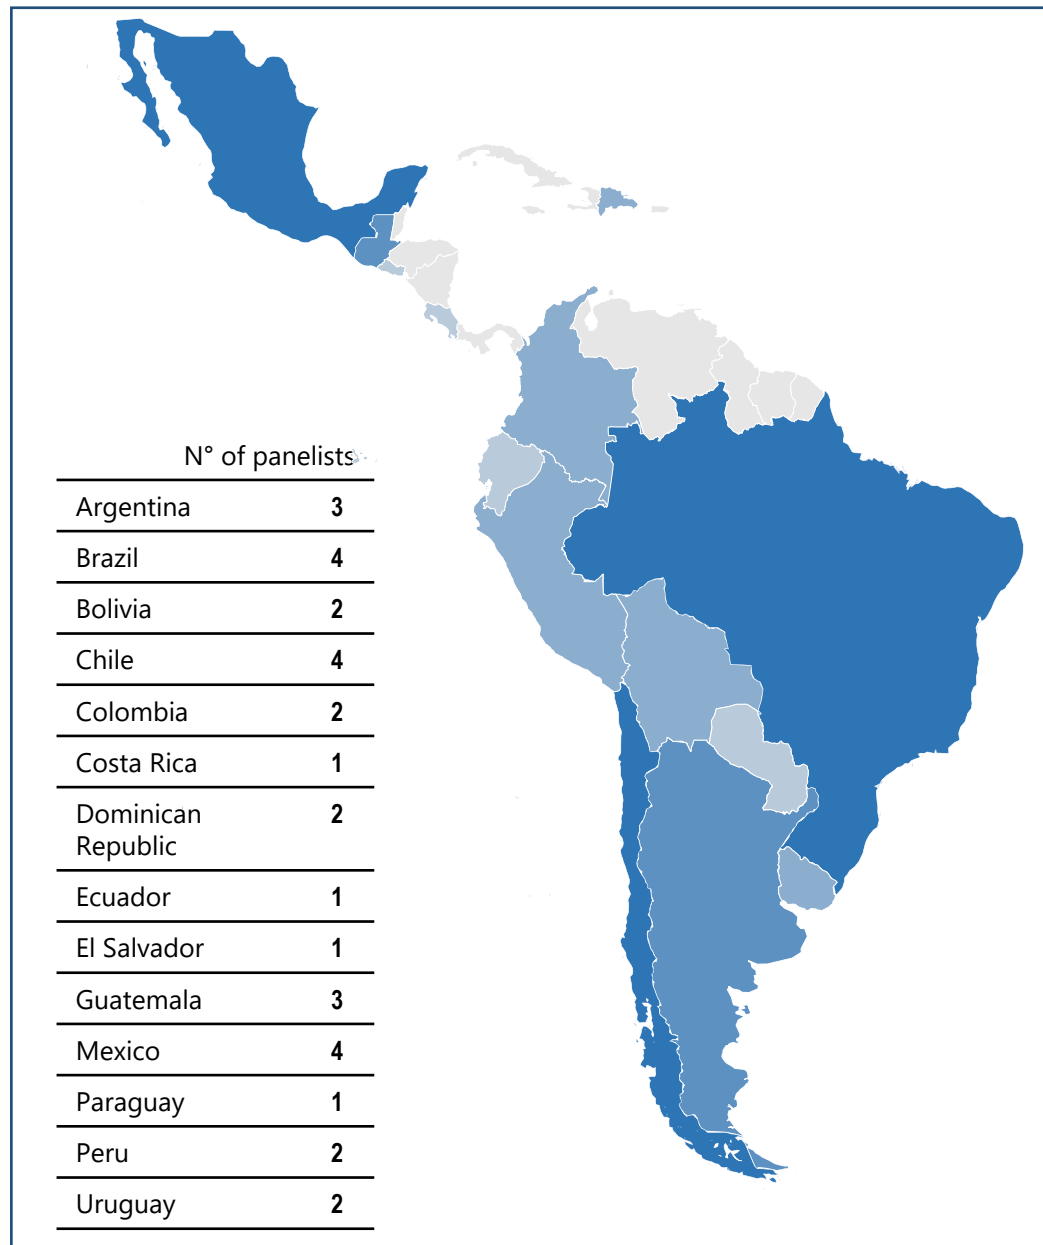 N° of panelists
Argentina 3
Brazil 4
Bolivia 2
Chile 4
Colombia 2
Costa Rica 1
Dominican 2
Republic
Ecuador 1
El Salvador 1
Guatemala 3
Mexico 4
Paraguay 1
Peru 2
Uruguay 2